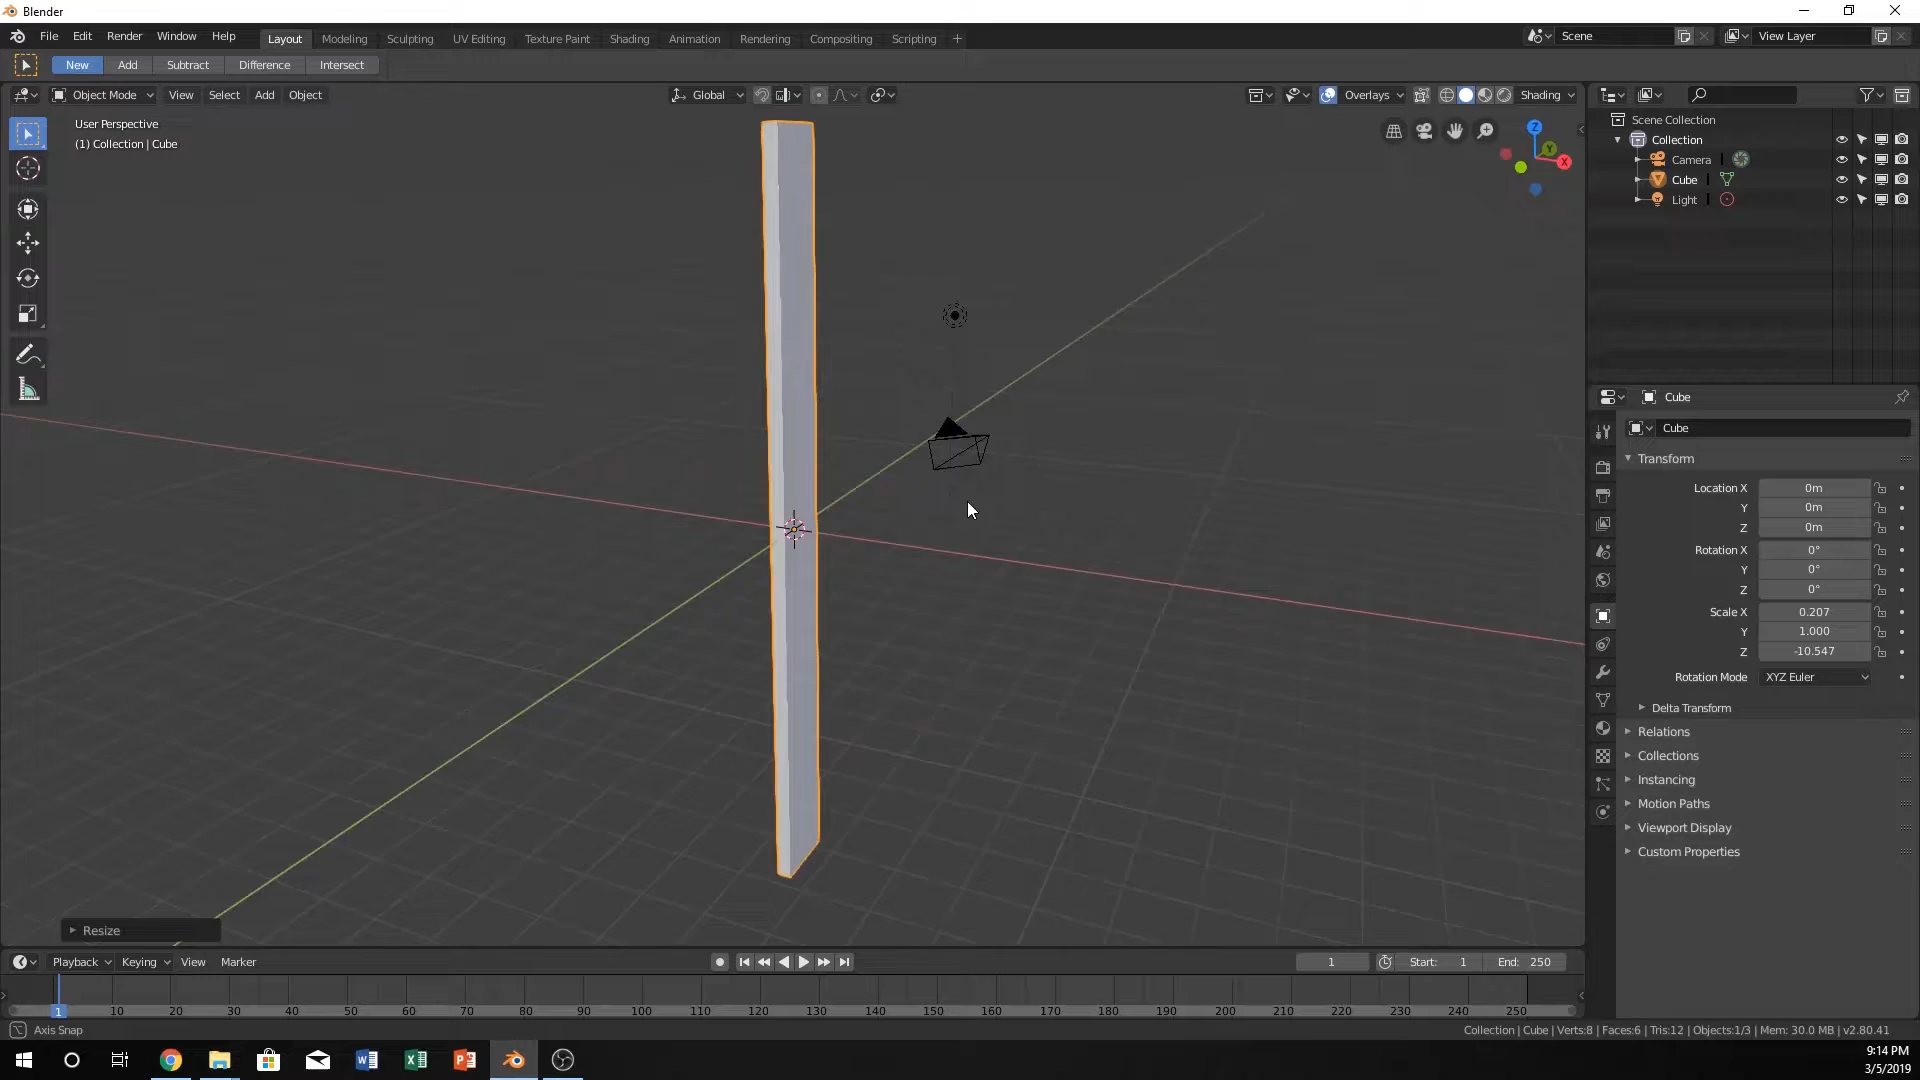 Blender
File Edit Render Window Help Layout Modeling Sculpting UV Editing Texture Paint Shading Animation Rendering Compositing Scripting + Scene View Layer
New Add Subtract Difference Intersect
Object Mode View Select Add Object Global Overlays Shading
User Perspective
(1) Collection | Cube
Z
Y
X
Scene Collection
Collection
Camera
Cube
Light
Cube
Cube
Transform
Location X 0m
Y 0m
Z 0m
Rotation X 0°
Y 0°
Z 0°
Scale X 0.207
Y 1.000
Z -10.547
Rotation Mode XYZ Euler
Delta Transform
Relations
Collections
Instancing
Motion Paths
Viewport Display
Custom Properties
Resize
Playback Keying View Marker 1 Start: 1 End: 250
1 10 20 30 40 50 60 70 80 90 100 110 120 130 140 150 160 170 180 190 200 210 220 230 240 250
Axis Snap
Collection | Cube | Verts:8 | Faces:6 | Tris:12 | Objects:1/3 | Mem: 30.0 MB | v2.80.41
9:14 PM
3/5/2019